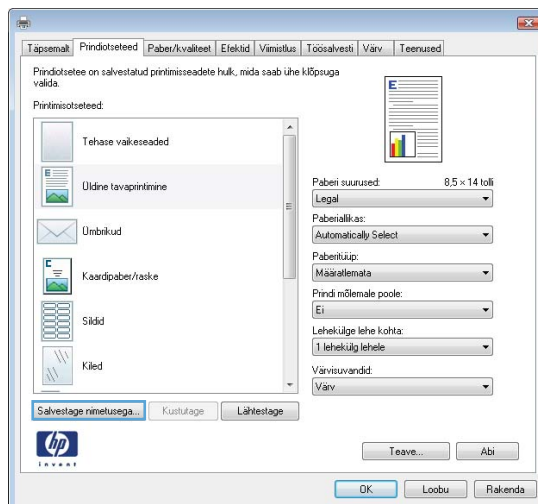 Täpsemalt Prindiotseteed Paber/kvaliteet Efektid Viimistlus Töösalvesti Värv Teenused
Prindiotsetee on salvestatud printimisseadete hulk, mida saab ühe klõpsuga
valida.
Printimisotseteed:
Tehase vaikeseaded
Üldine tavaprintimine
Ümbrikud
Kaardipaber/raske
Sildid
Kiled
Salvestage nimetusega... Kustutage Lähtestage
E
Paberi suurused: 8,5 × 14 tolli
Legal
Paberiallikas:
Automatically Select
Paberitüüp:
Määratlemata
Prindi mõlemale poole:
Ei
Lehekülge lehe kohta:
1 lehekülg lehele
Värvisuvandid:
Värv
hp
invent
Teave... Abi
OK Loobu Rakenda